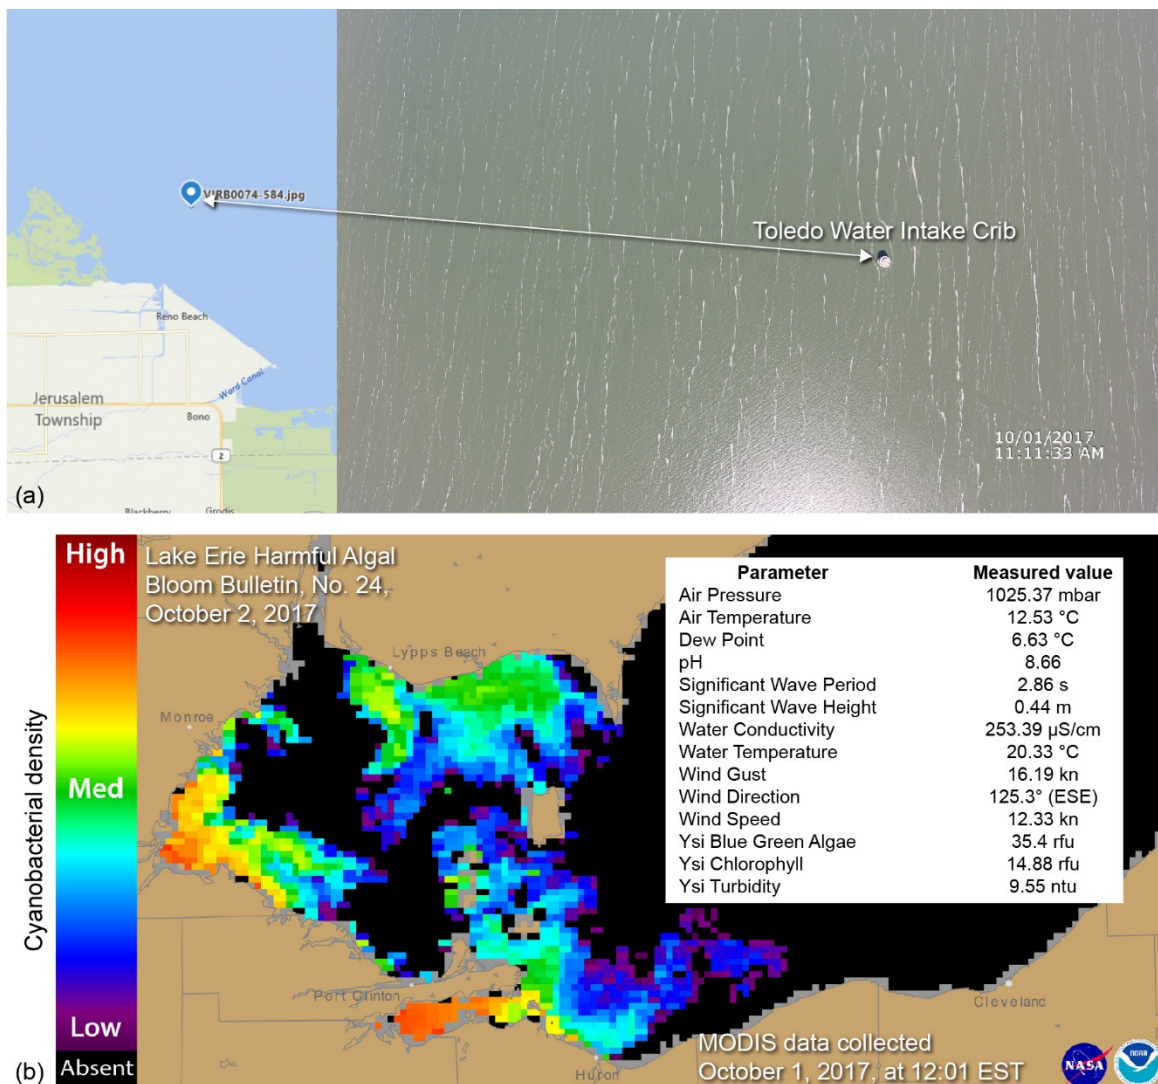 VIRB0074-584.jpg
Toledo Water Intake Crib
Reno Beach
Ward Canal
Jerusalem
Township
Bono
2
10/01/2017
11:11:33 AM
Blackberry
Grodis
(a)
High
Med
Low
Absent
Cyanobacterial density
Lake Erie Harmful Algal
Bloom Bulletin, No. 24,
October 2, 2017
Parameter Measured value
Air Pressure 1025.37 mbar
Air Temperature 12.53 °C
Dew Point 6.63 °C
pH 8.66
Significant Wave Period 2.86 s
Significant Wave Height 0.44 m
Water Conductivity 253.39 µS/cm
Water Temperature 20.33 °C
Wind Gust 16.19 kn
Wind Direction 125.3° (ESE)
Wind Speed 12.33 kn
Ysi Blue Green Algae 35.4 rfu
Ysi Chlorophyll 14.88 rfu
Ysi Turbidity 9.55 ntu
Lypps Beach
Monroe
Port Clinton
Cleveland
Huron
MODIS data collected
October 1, 2017, at 12:01 EST
NASA
NOAA
(b)